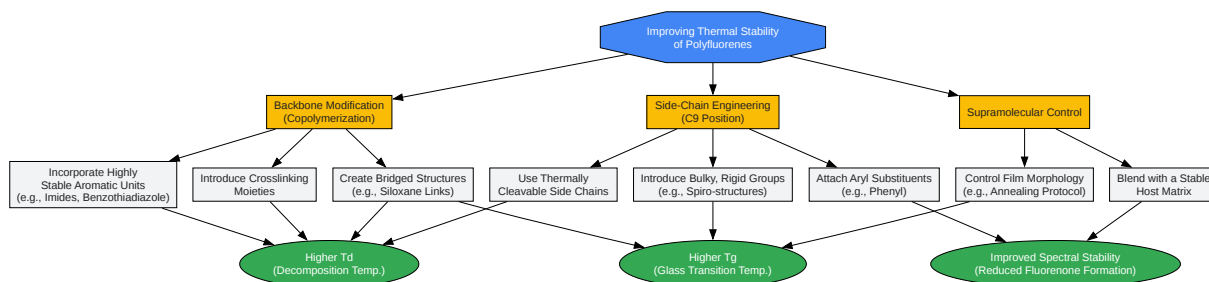 Improving Thermal Stability
of Polyfluorenes
Backbone Modification
(Copolymerization)
Side-Chain Engineering
(C9 Position)
Supramolecular Control
Incorporate Highly
Stable Aromatic Units
(e.g., Imides, Benzothiadiazole)
Introduce Crosslinking
Moieties
Create Bridged Structures
(e.g., Siloxane Links)
Use Thermally
Cleavable Side Chains
Introduce Bulky, Rigid Groups
(e.g., Spiro-structures)
Attach Aryl Substituents
(e.g., Phenyl)
Control Film Morphology
(e.g., Annealing Protocol)
Blend with a Stable
Host Matrix
Higher Td
(Decomposition Temp.)
Higher Tg
(Glass Transition Temp.)
Improved Spectral Stability
(Reduced Fluorenone Formation)